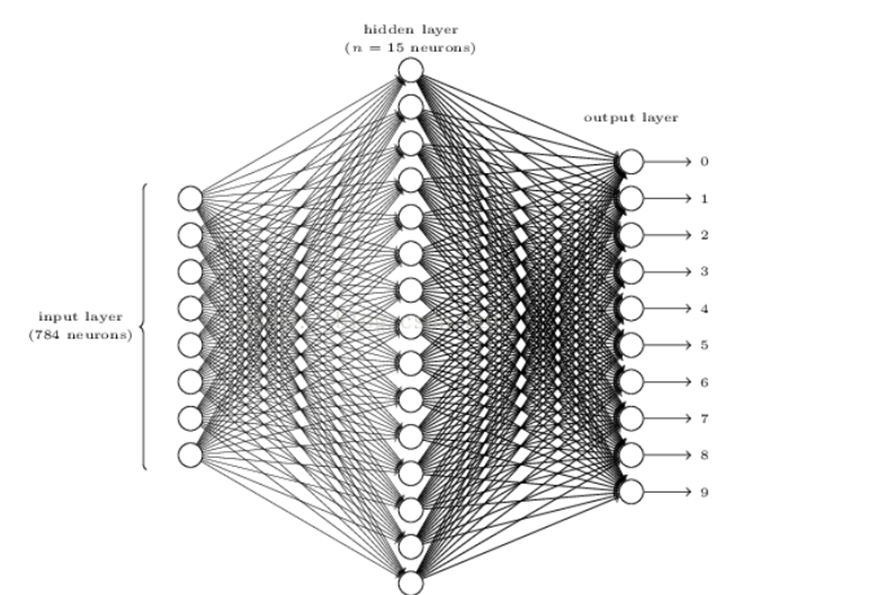 hidden layer
(n = 15 neurons)
output layer
0
1
2
3
input layer
(784 neurons)
4
5
6
7
8
9